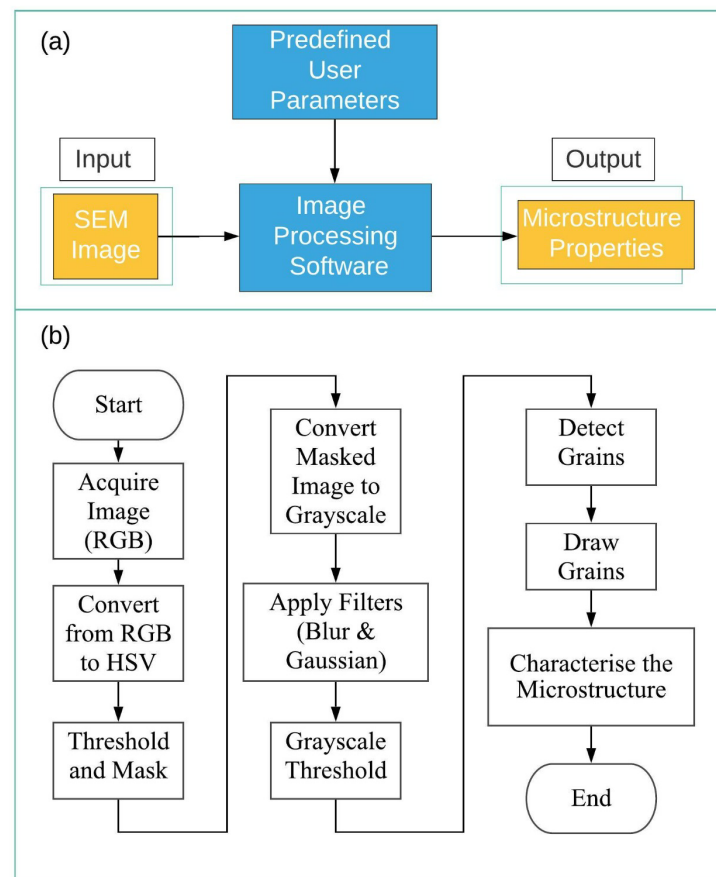 (a)
Predefined
User
Parameters
Input
Output
SEM
Image
Image
Processing
Software
Microstructure
Properties
(b)
Start
Acquire
Image
(RGB)
Convert
from RGB
to HSV
Threshold
and Mask
Convert
Masked
Image to
Grayscale
Apply Filters
(Blur &
Gaussian)
Grayscale
Threshold
Detect
Grains
Draw
Grains
Characterise the
Microstructure
End